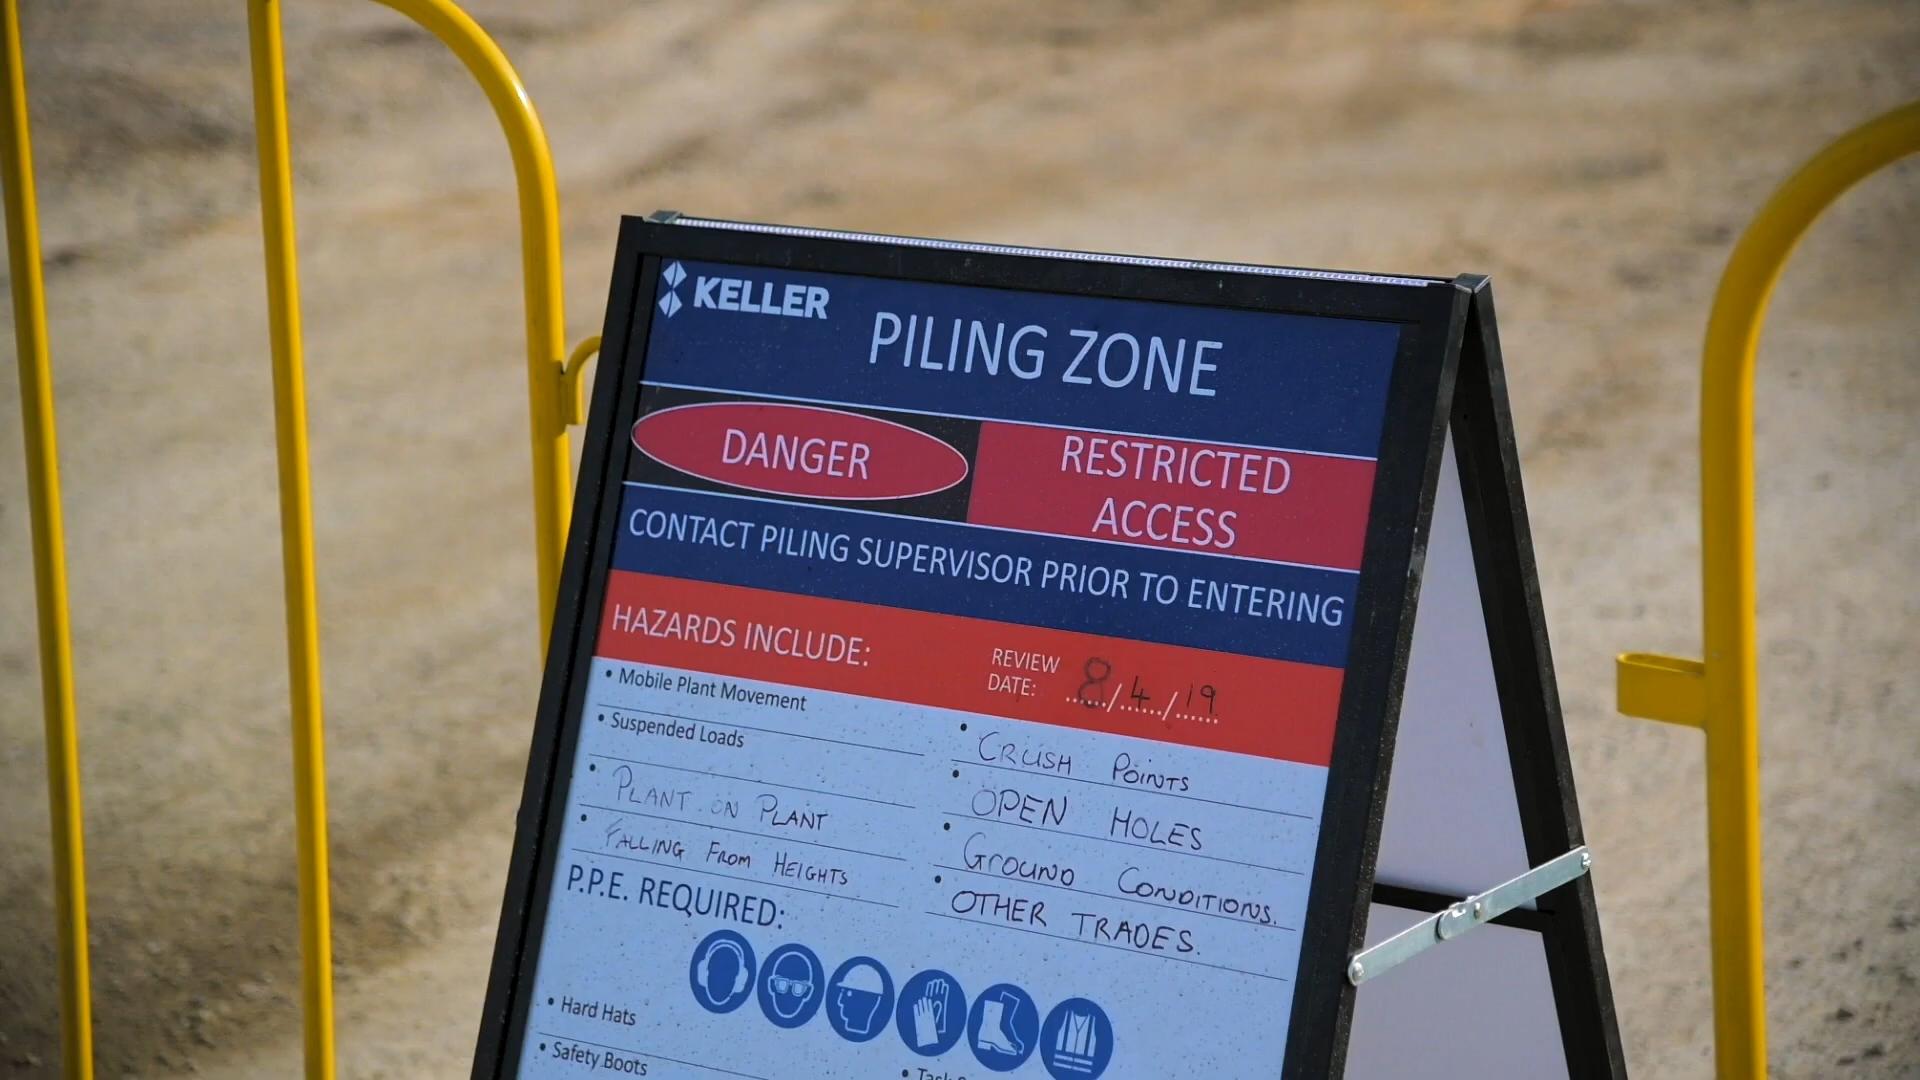 KELLER
PILING ZONE
DANGER
RESTRICTED
ACCESS
CONTACT PILING SUPERVISOR PRIOR TO ENTERING
HAZARDS INCLUDE:
REVIEW
DATE: 8/4/19
• Mobile Plant Movement
• Suspended Loads
• PLANT ON PLANT
• FALLING FROM HEIGHTS
• CRUSH POINTS
• OPEN HOLES
• GROUND CONDITIONS.
• OTHER TRADES.
P.P.E. REQUIRED:
• Hard Hats
• Safety Boots